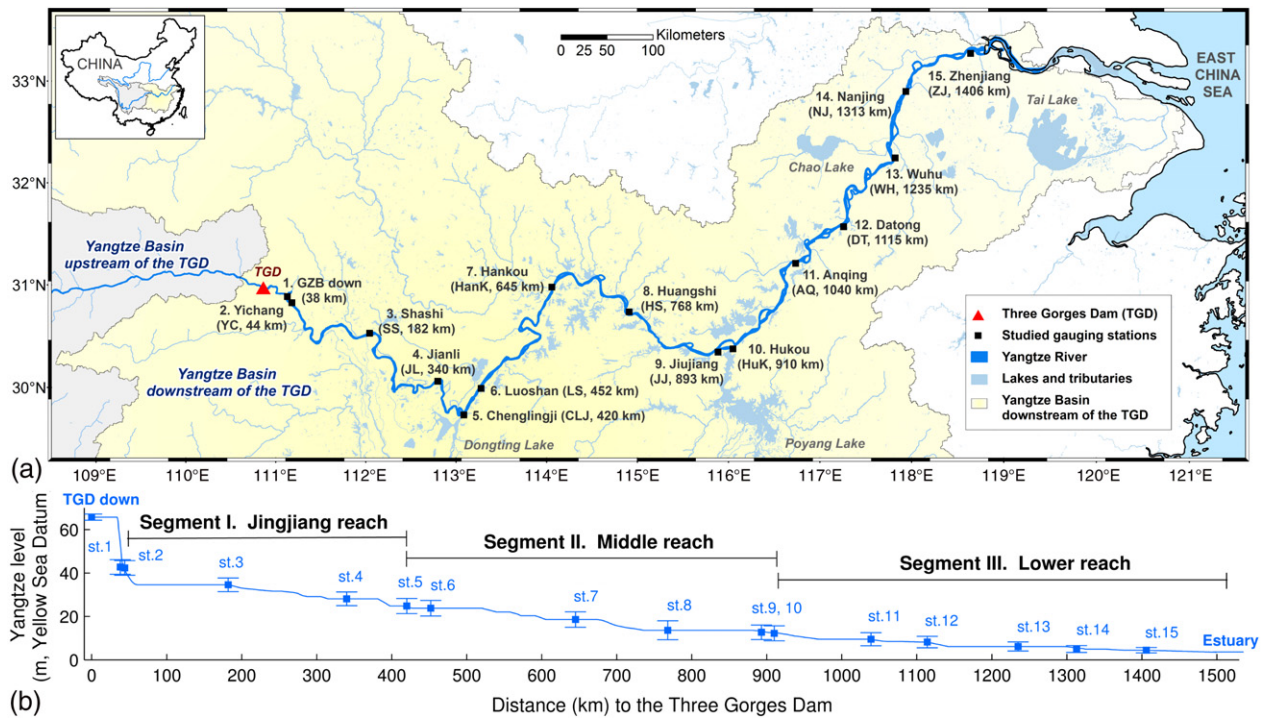 CHINA
0 25 50 100
Kilometers
33°N
32°N
31°N
30°N
EAST
CHINA
SEA
15. Zhenjiang
(ZJ, 1406 km)
14. Nanjing
(NJ, 1313 km)
Tai Lake
Chao Lake
13. Wuhu
(WH, 1235 km)
12. Datong
(DT, 1115 km)
11. Anqing
(AQ, 1040 km)
Yangtze Basin
upstream of the TGD
TGD
1. GZB down
(38 km)
2. Yichang
(YC, 44 km)
3. Shashi
(SS, 182 km)
4. Jianli
(JL, 340 km)
7. Hankou
(HanK, 645 km)
8. Huangshi
(HS, 768 km)
9. Jiujiang
(JJ, 893 km)
10. Hukou
(HuK, 910 km)
6. Luoshan (LS, 452 km)
5. Chenglingji (CLJ, 420 km)
Yangtze Basin
downstream of the TGD
Dongting Lake
Poyang Lake
Three Gorges Dam (TGD)
Studied gauging stations
Yangtze River
Lakes and tributaries
Yangtze Basin
downstream of the TGD
(a)
109°E 110°E 111°E 112°E 113°E 114°E 115°E 116°E 117°E 118°E 119°E 120°E 121°E
TGD down
Segment I. Jingjiang reach
Segment II. Middle reach
Segment III. Lower reach
st.1 st.2 st.3 st.4 st.5 st.6 st.7 st.8 st.9, 10 st.11 st.12 st.13 st.14 st.15
Estuary
Yangtze level
(m, Yellow Sea Datum
60
40
20
0
0 100 200 300 400 500 600 700 800 900 1000 1100 1200 1300 1400 1500
(b)
Distance (km) to the Three Gorges Dam